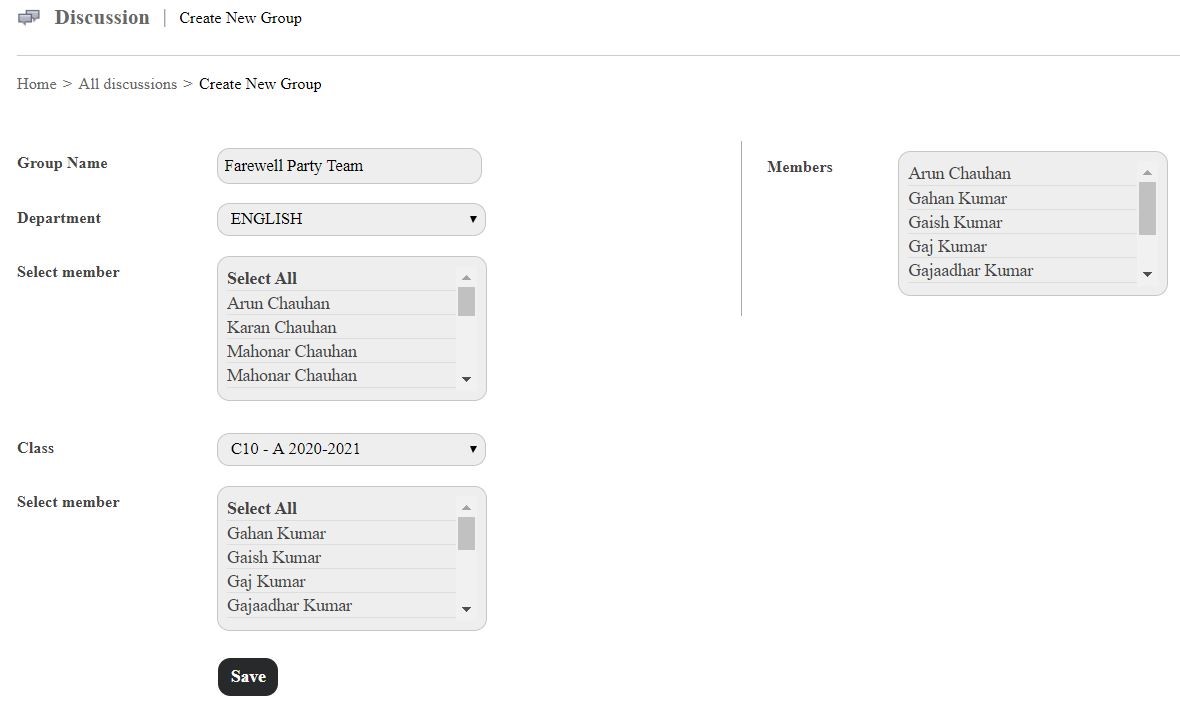 Discussion | Create New Group
Home > All discussions > Create New Group
Group Name
Farewell Party Team
Department
ENGLISH
Select member
Select All
Arun Chauhan
Karan Chauhan
Mahonar Chauhan
Mahonar Chauhan
Class
C10 - A 2020-2021
Select member
Select All
Gahan Kumar
Gaish Kumar
Gaj Kumar
Gajaadhar Kumar
Save
Members
Arun Chauhan
Gahan Kumar
Gaish Kumar
Gaj Kumar
Gajaadhar Kumar